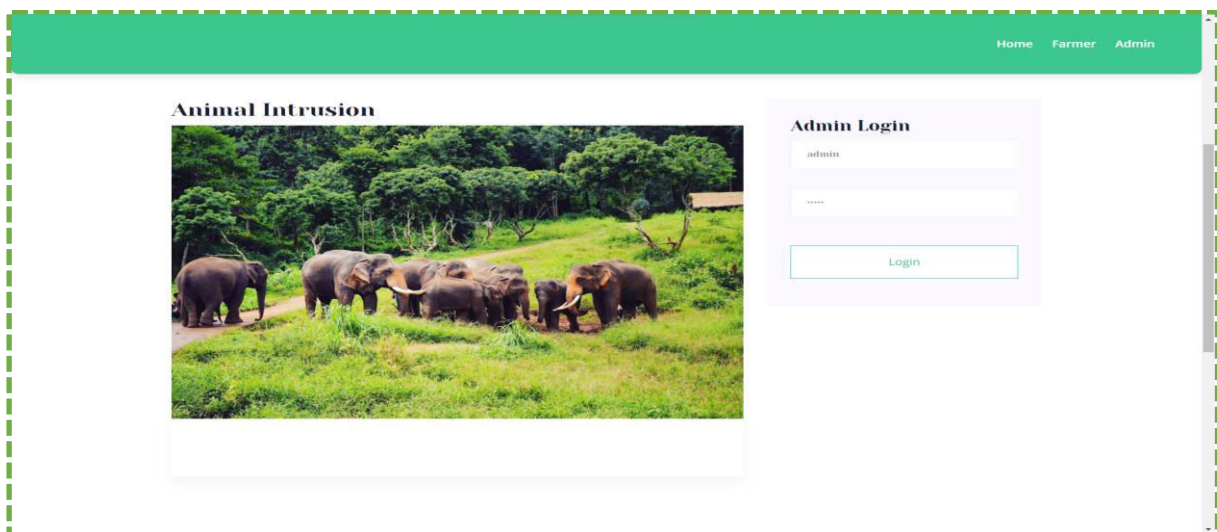 Home Farmer Admin
Animal Intrusion
Admin Login
admin
.....
Login